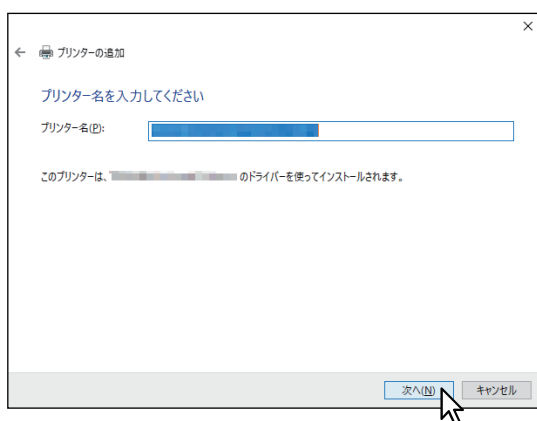 プリンターの追加
プリンター名を入力してください
プリンター名(P):
このプリンターは、 のドライバーを使ってインストールされます。
次へ(N) キャンセル